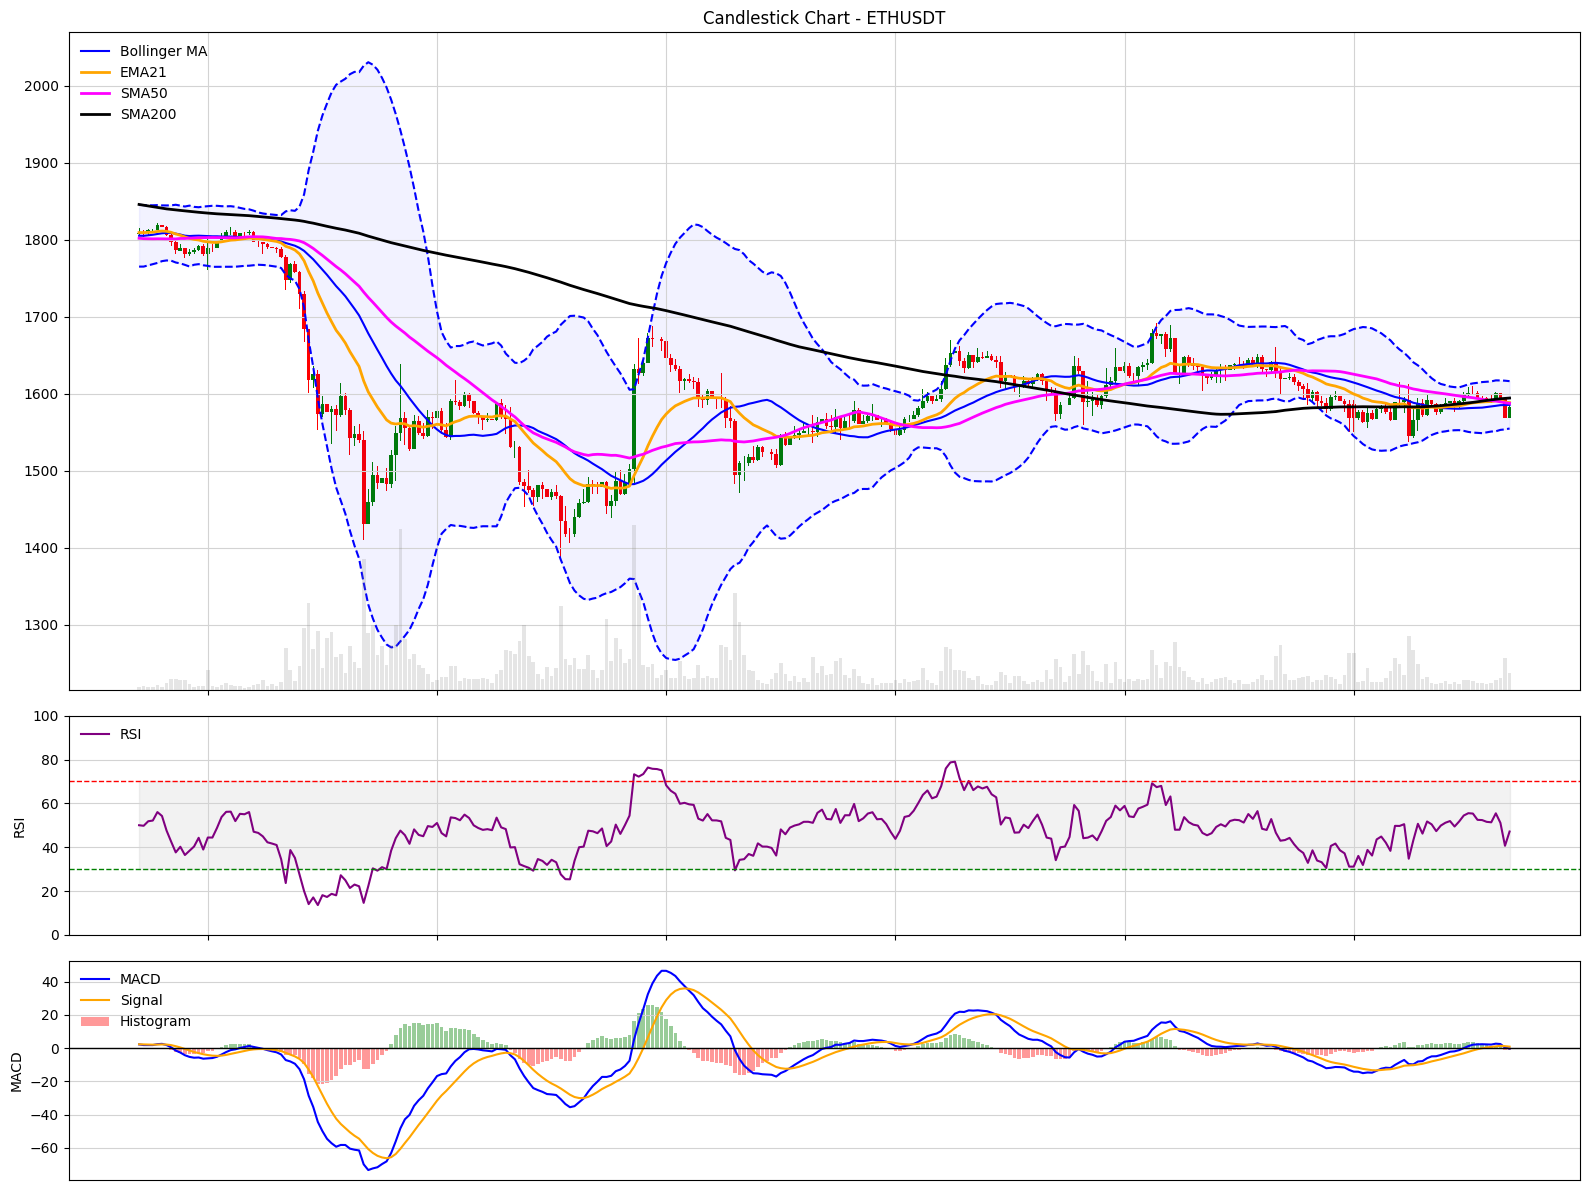 Candlestick Chart - ETHUSDT
Bollinger MA
EMA21
SMA50
SMA200
2000
1900
1800
1700
1600
1500
1400
1300
RSI
100
80
60
40
20
0
RSI
MACD
Signal
Histogram
40
20
0
−20
−40
−60
MACD